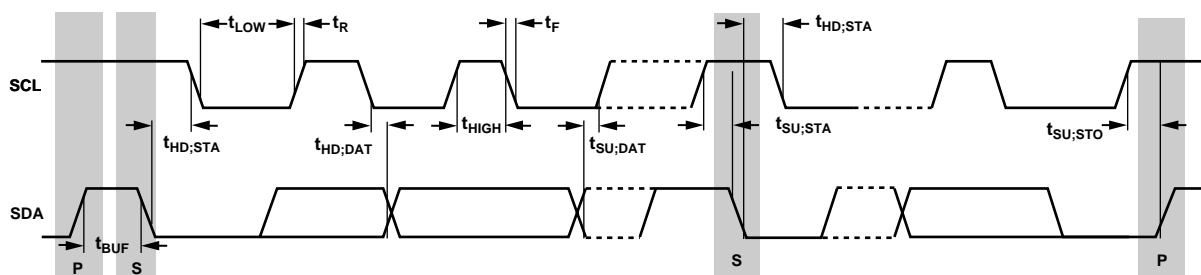 tLOW tR tF tHD;STA
SCL
tHD;STA tHD;DAT tHIGH tSU;DAT tSU;STA tSU;STO
SDA
tBUF
P S S P